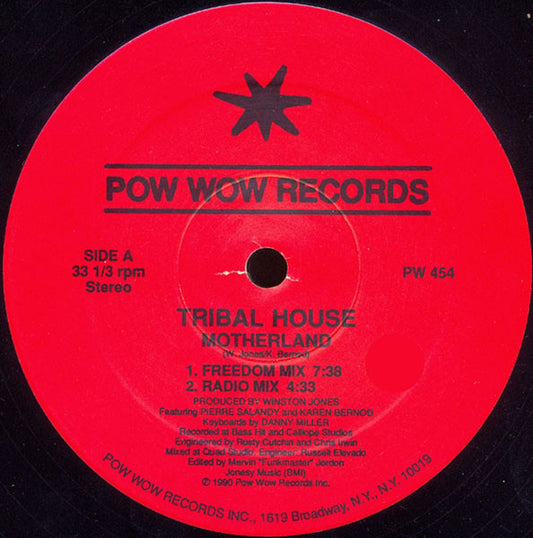 POW WOW RECORDS
SIDE A
33 1/3 rpm
Stereo
PW 454
TRIBAL HOUSE
MOTHERLAND
(W. Jones/K. Bernod)
1. FREEDOM MIX 7:38
2. RADIO MIX 4:33
PRODUCED BY WINSTON JONES
Featuring PIERRE SALANDY and KAREN BERNOD
Keyboards by DANNY MILLER
Recorded at Bass Hit and Calliope Studios
Engineered by Rusty Cutchin and Chris Irwin
Mixed at Quad Studio. Engineer Russell Elevado
Edited by Mervin "Funkmaster" Jordon
Jonesy Music (BMI)
© 1990 Pow Wow Records Inc.
POW WOW RECORDS INC., 1619 Broadway, N.Y., N.Y. 10019